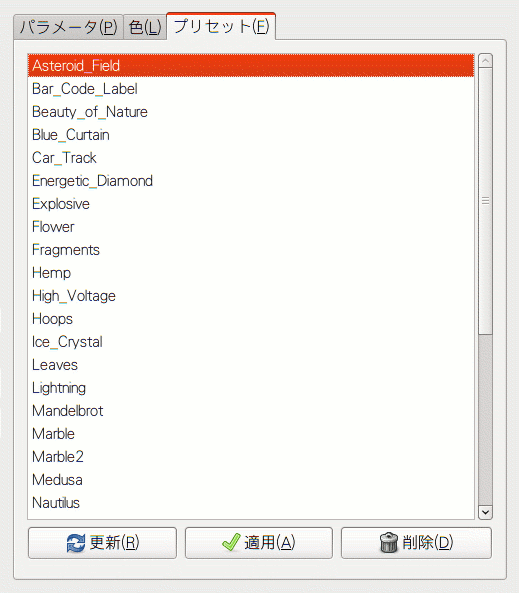 パラメータ(P) 色(L) プリセット(F)
Asteroid_Field
Bar_Code_Label
Beauty_of_Nature
Blue_Curtain
Car_Track
Energetic_Diamond
Explosive
Flower
Fragments
Hemp
High_Voltage
Hoops
Ice_Crystal
Leaves
Lightning
Mandelbrot
Marble
Marble2
Medusa
Nautilus
更新(R) 適用(A) 削除(D)